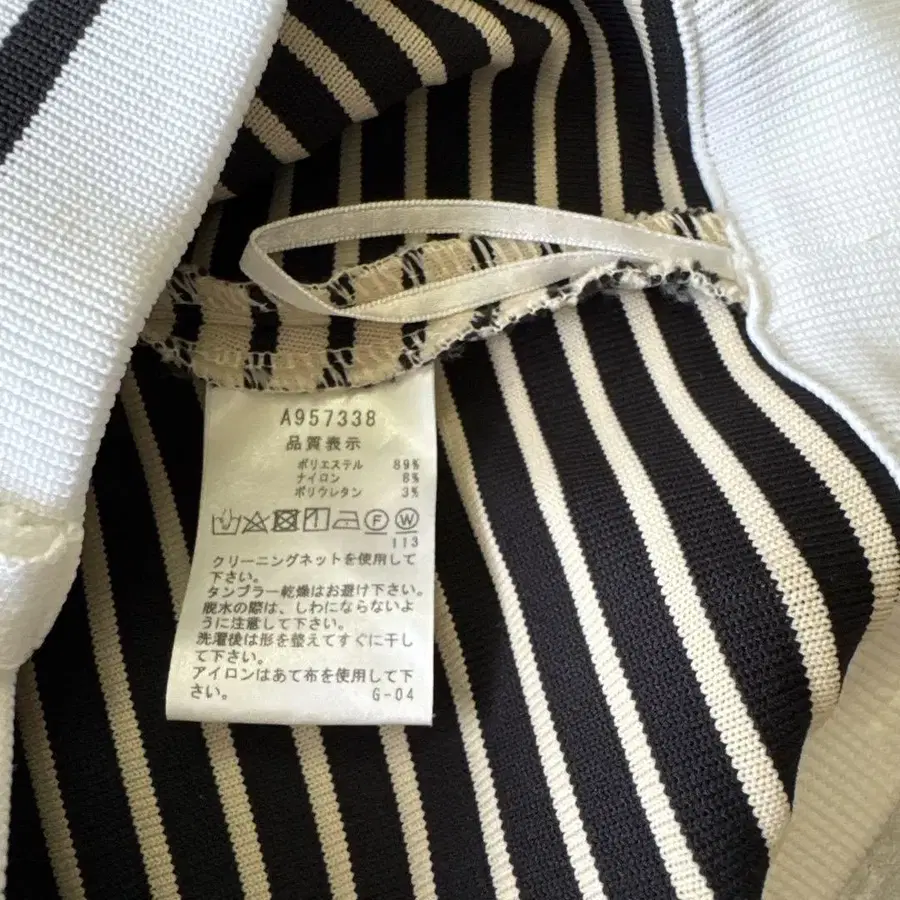 A957338
品質表示
ポリエステル 89%
ナイロン 8%
ポリウレタン 3%
F W
113
クリーニングネットを使用して
下さい。
タンブラー乾燥はお避け下さい。
脱水の際は、しわにならないよ
うに注意して下さい。
洗濯後は形を整えてすぐに干し
て下さい。
アイロンはあて布を使用して下
さい。 G-04